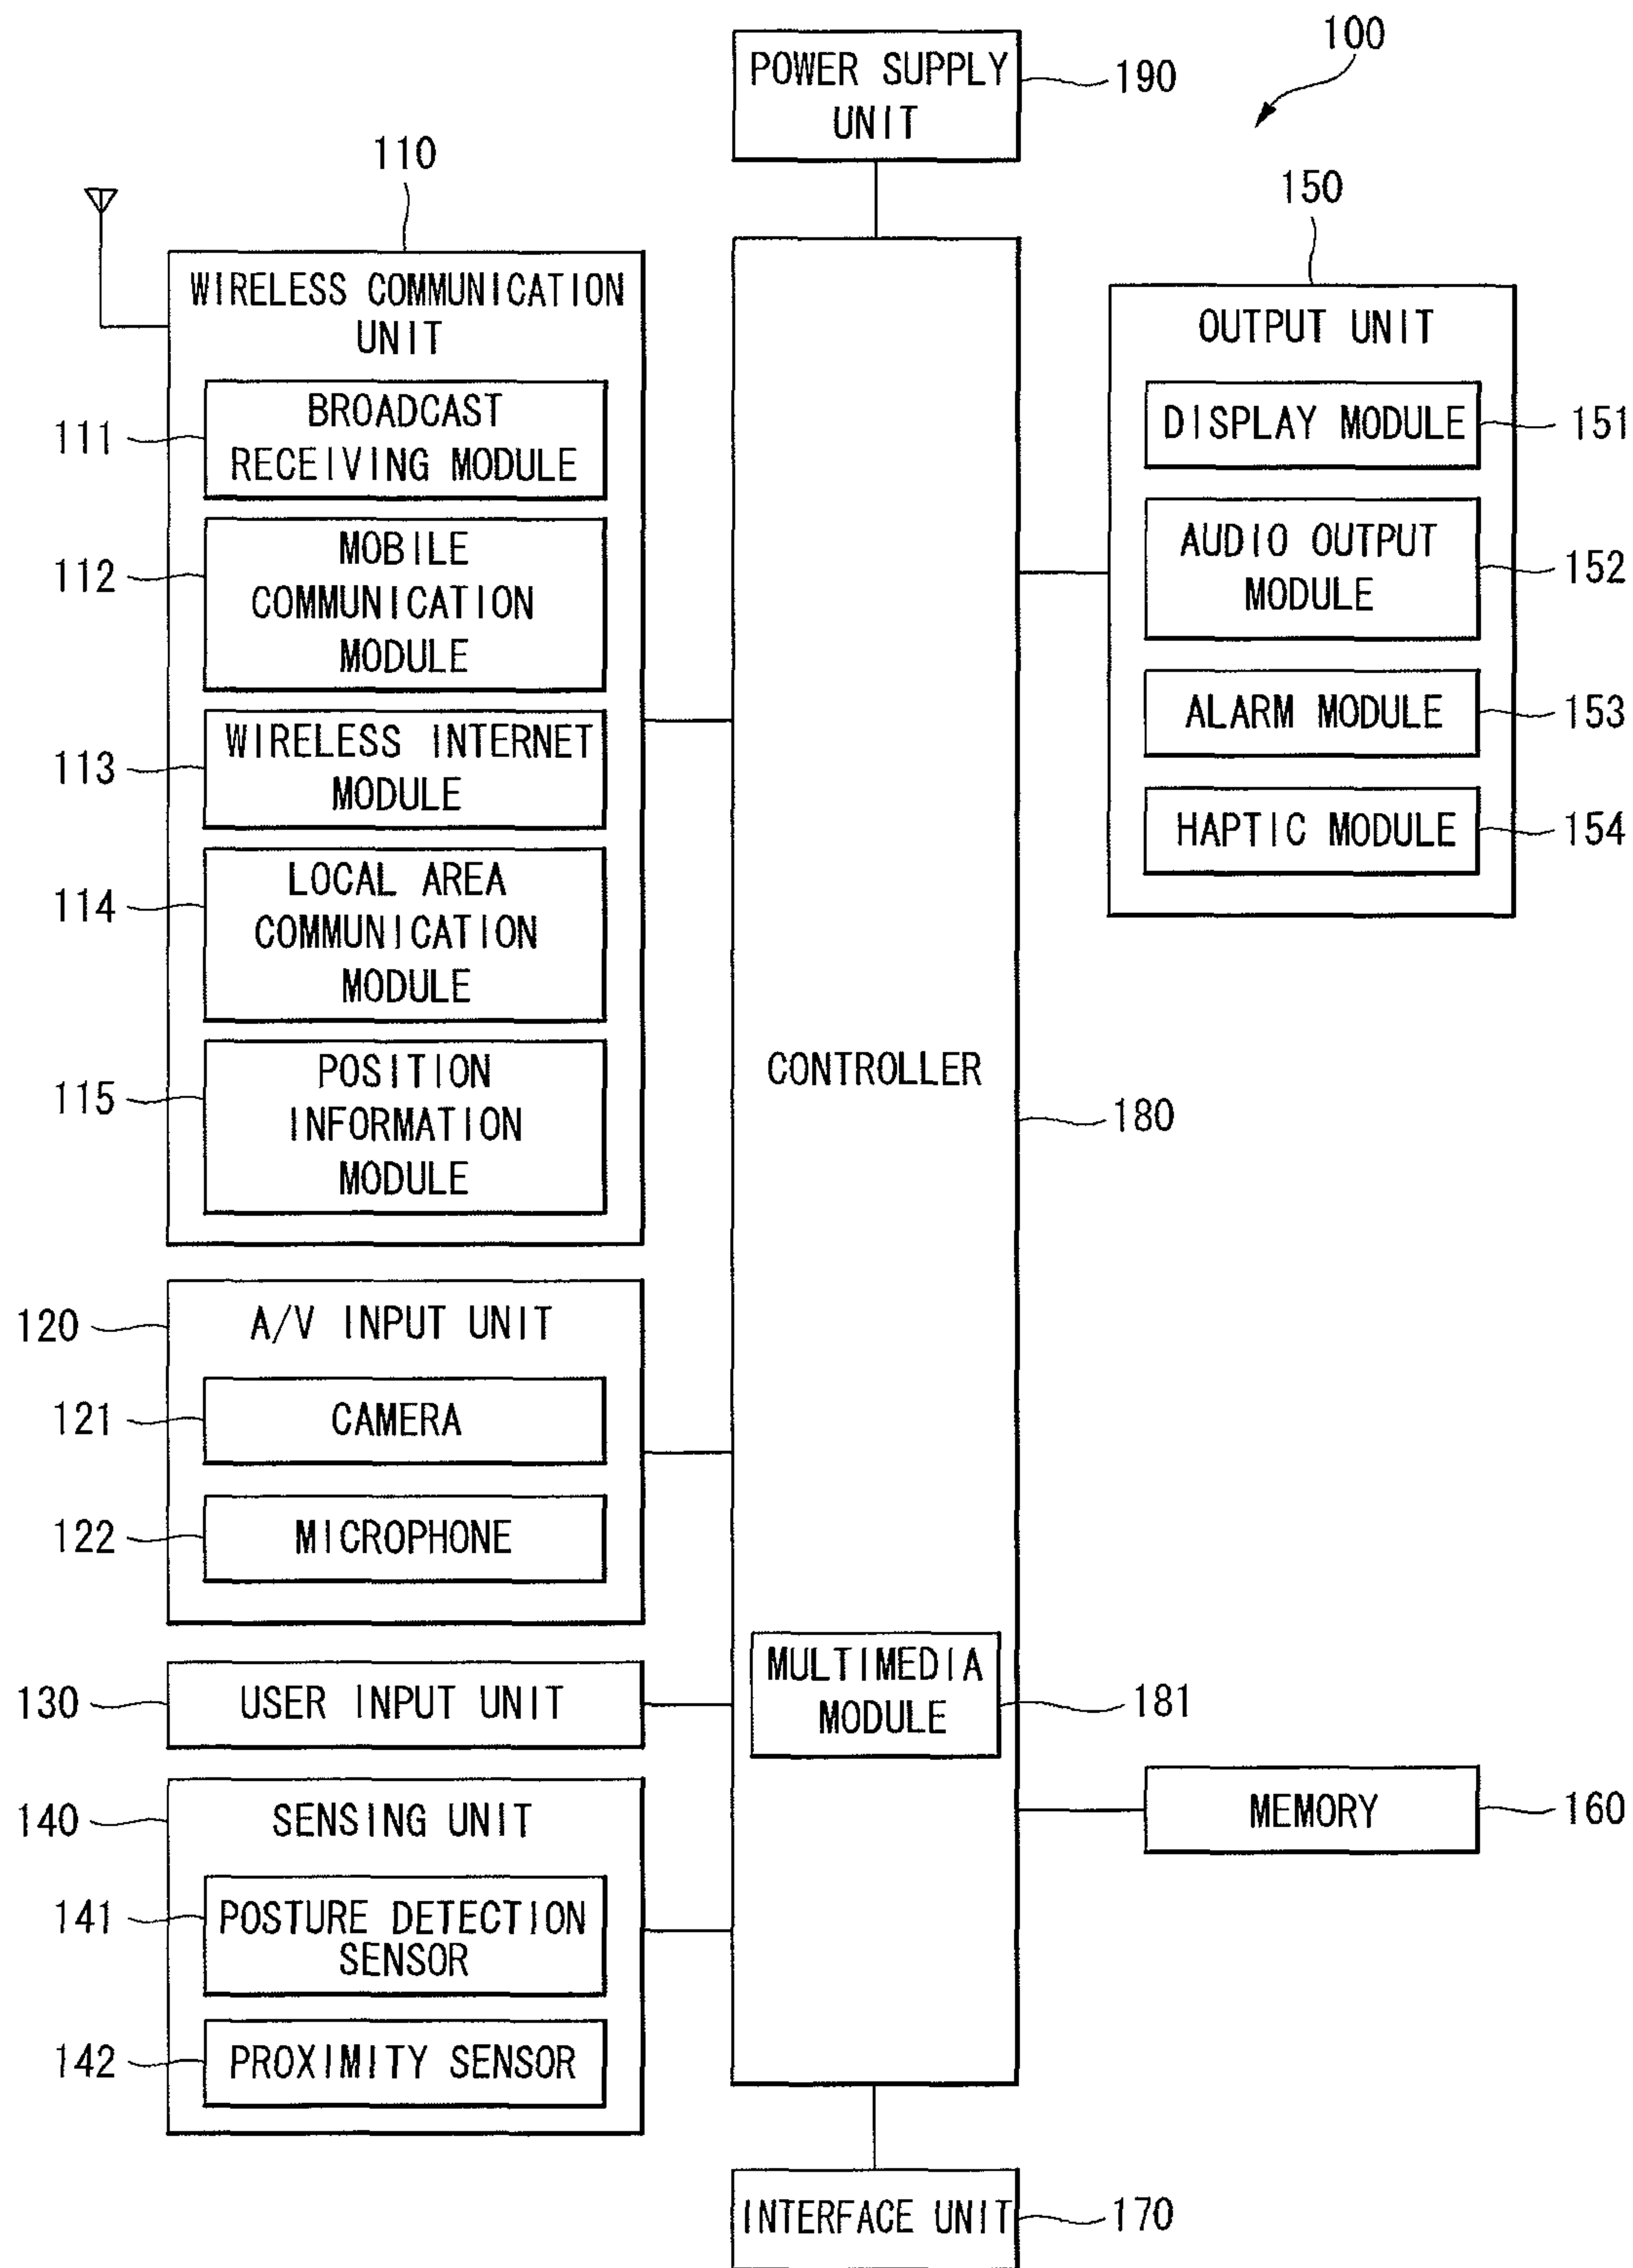 100
POWER SUPPLY
UNIT
190
110
150
WIRELESS COMMUNICATION
UNIT
111
BROADCAST
RECEIVING MODULE
112
MOBILE
COMMUNICATION
MODULE
113
WIRELESS INTERNET
MODULE
114
LOCAL AREA
COMMUNICATION
MODULE
115
POSITION
INFORMATION
MODULE
120
A/V INPUT UNIT
121
CAMERA
122
MICROPHONE
130
USER INPUT UNIT
140
SENSING UNIT
141
POSTURE DETECTION
SENSOR
142
PROXIMITY SENSOR
CONTROLLER
180
MULTIMEDIA
MODULE
181
OUTPUT UNIT
DISPLAY MODULE
151
AUDIO OUTPUT
MODULE
152
ALARM MODULE
153
HAPTIC MODULE
154
MEMORY
160
INTERFACE UNIT
170